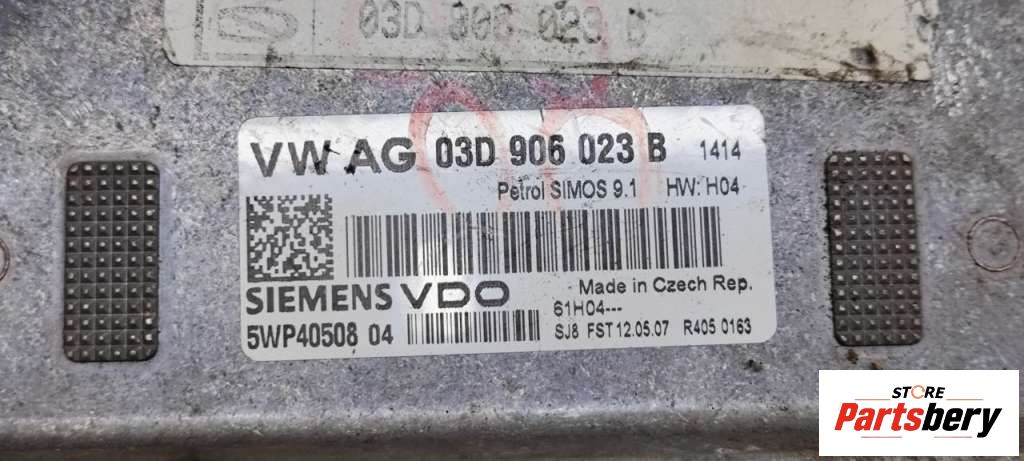 S 03D 906 023 B
VW AG 03D 906 023 B 1414
Petrol SIMOS 9.1 HW: H04
SIEMENS VDO Made in Czech Rep.
61H04---
5WP40508 04 SJ8 FST 12.05.07 R405 0163
STORE
Partsbery